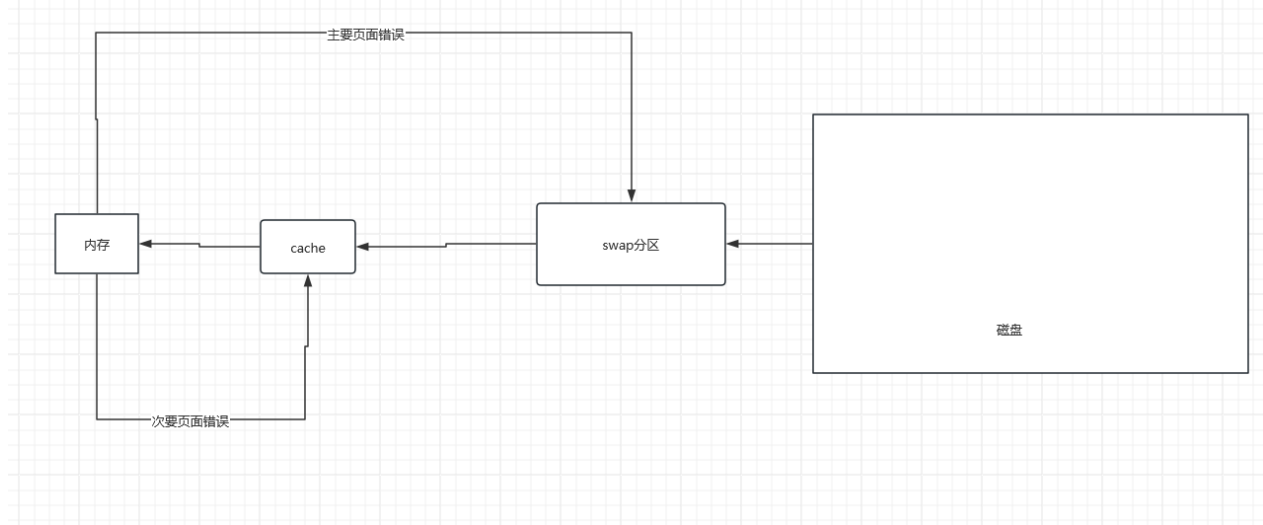 主要页面错误
内存
cache
swap分区
磁盘
次要页面错误